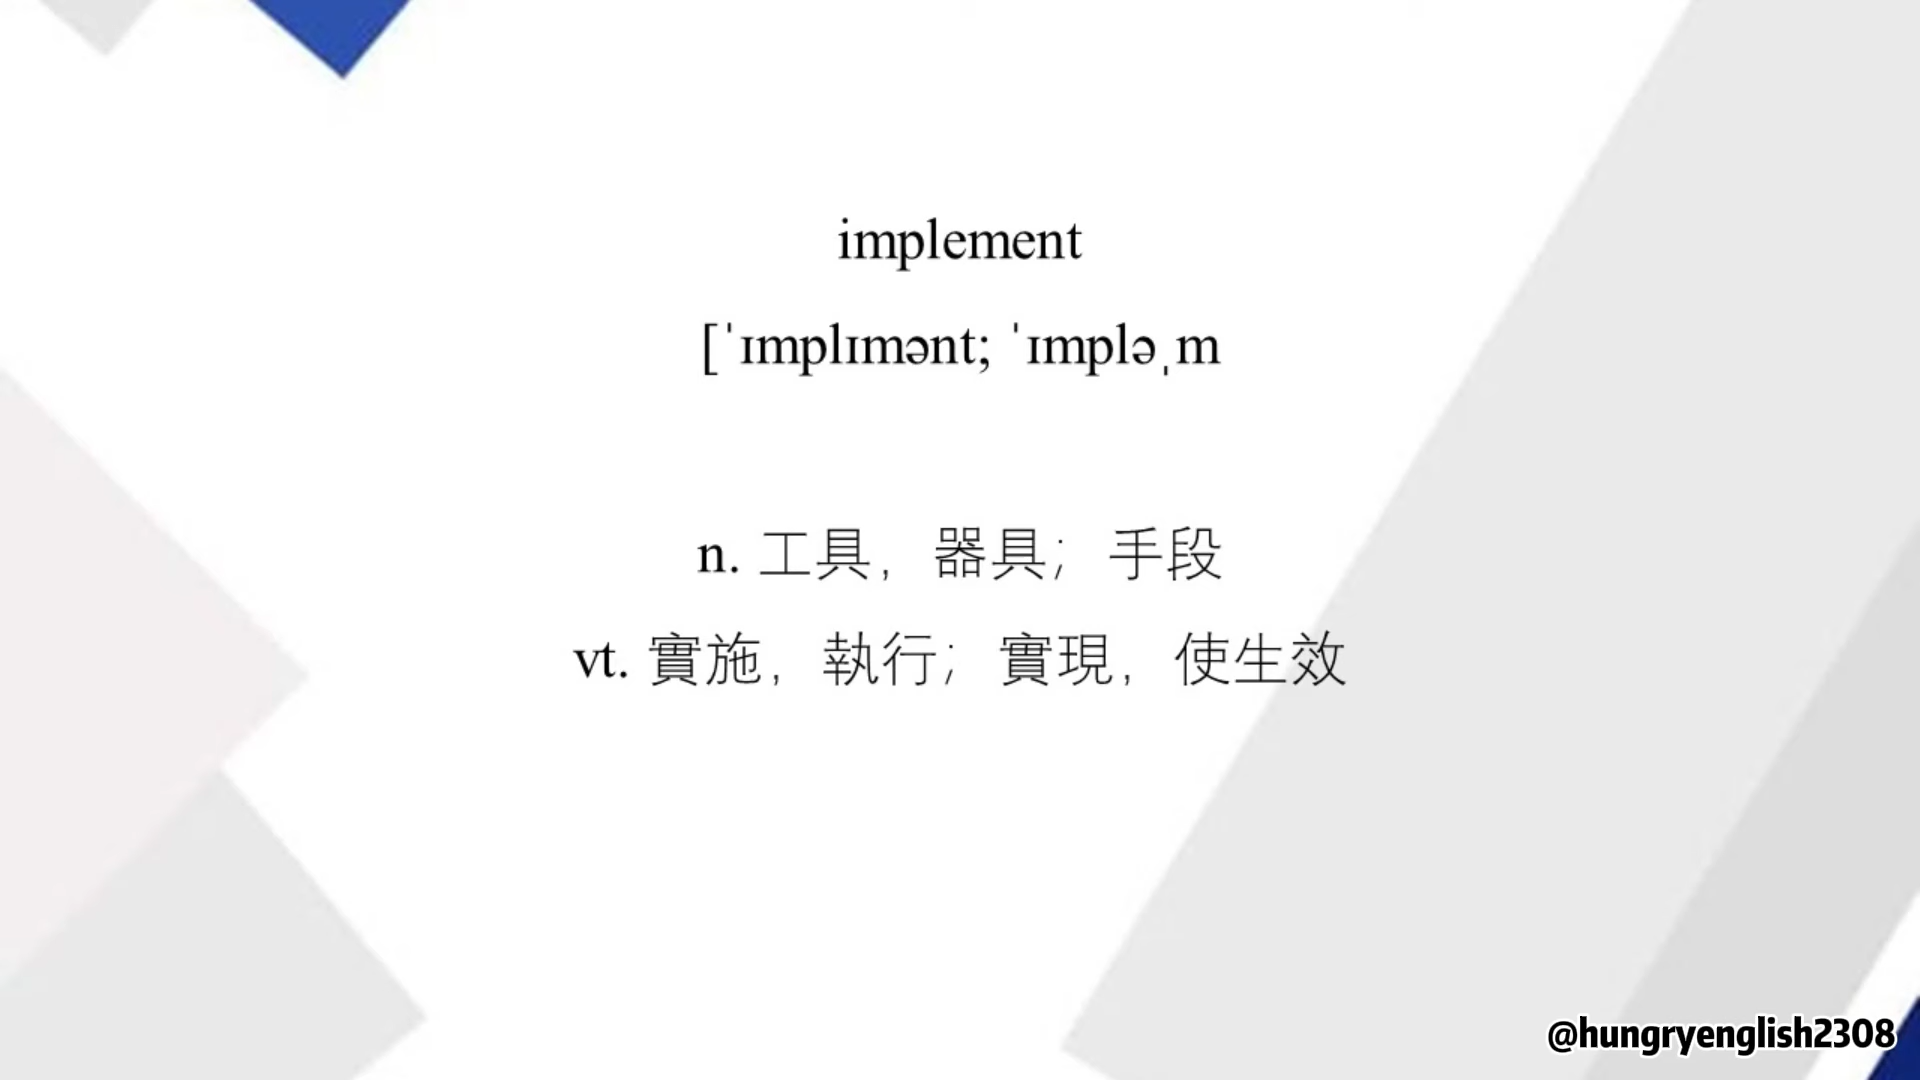 implement
[ˈɪmplɪmənt; ˈɪmpləˌm
n. 工具，器具；手段
vt. 實施，執行；實現，使生效
@hungryenglish2308